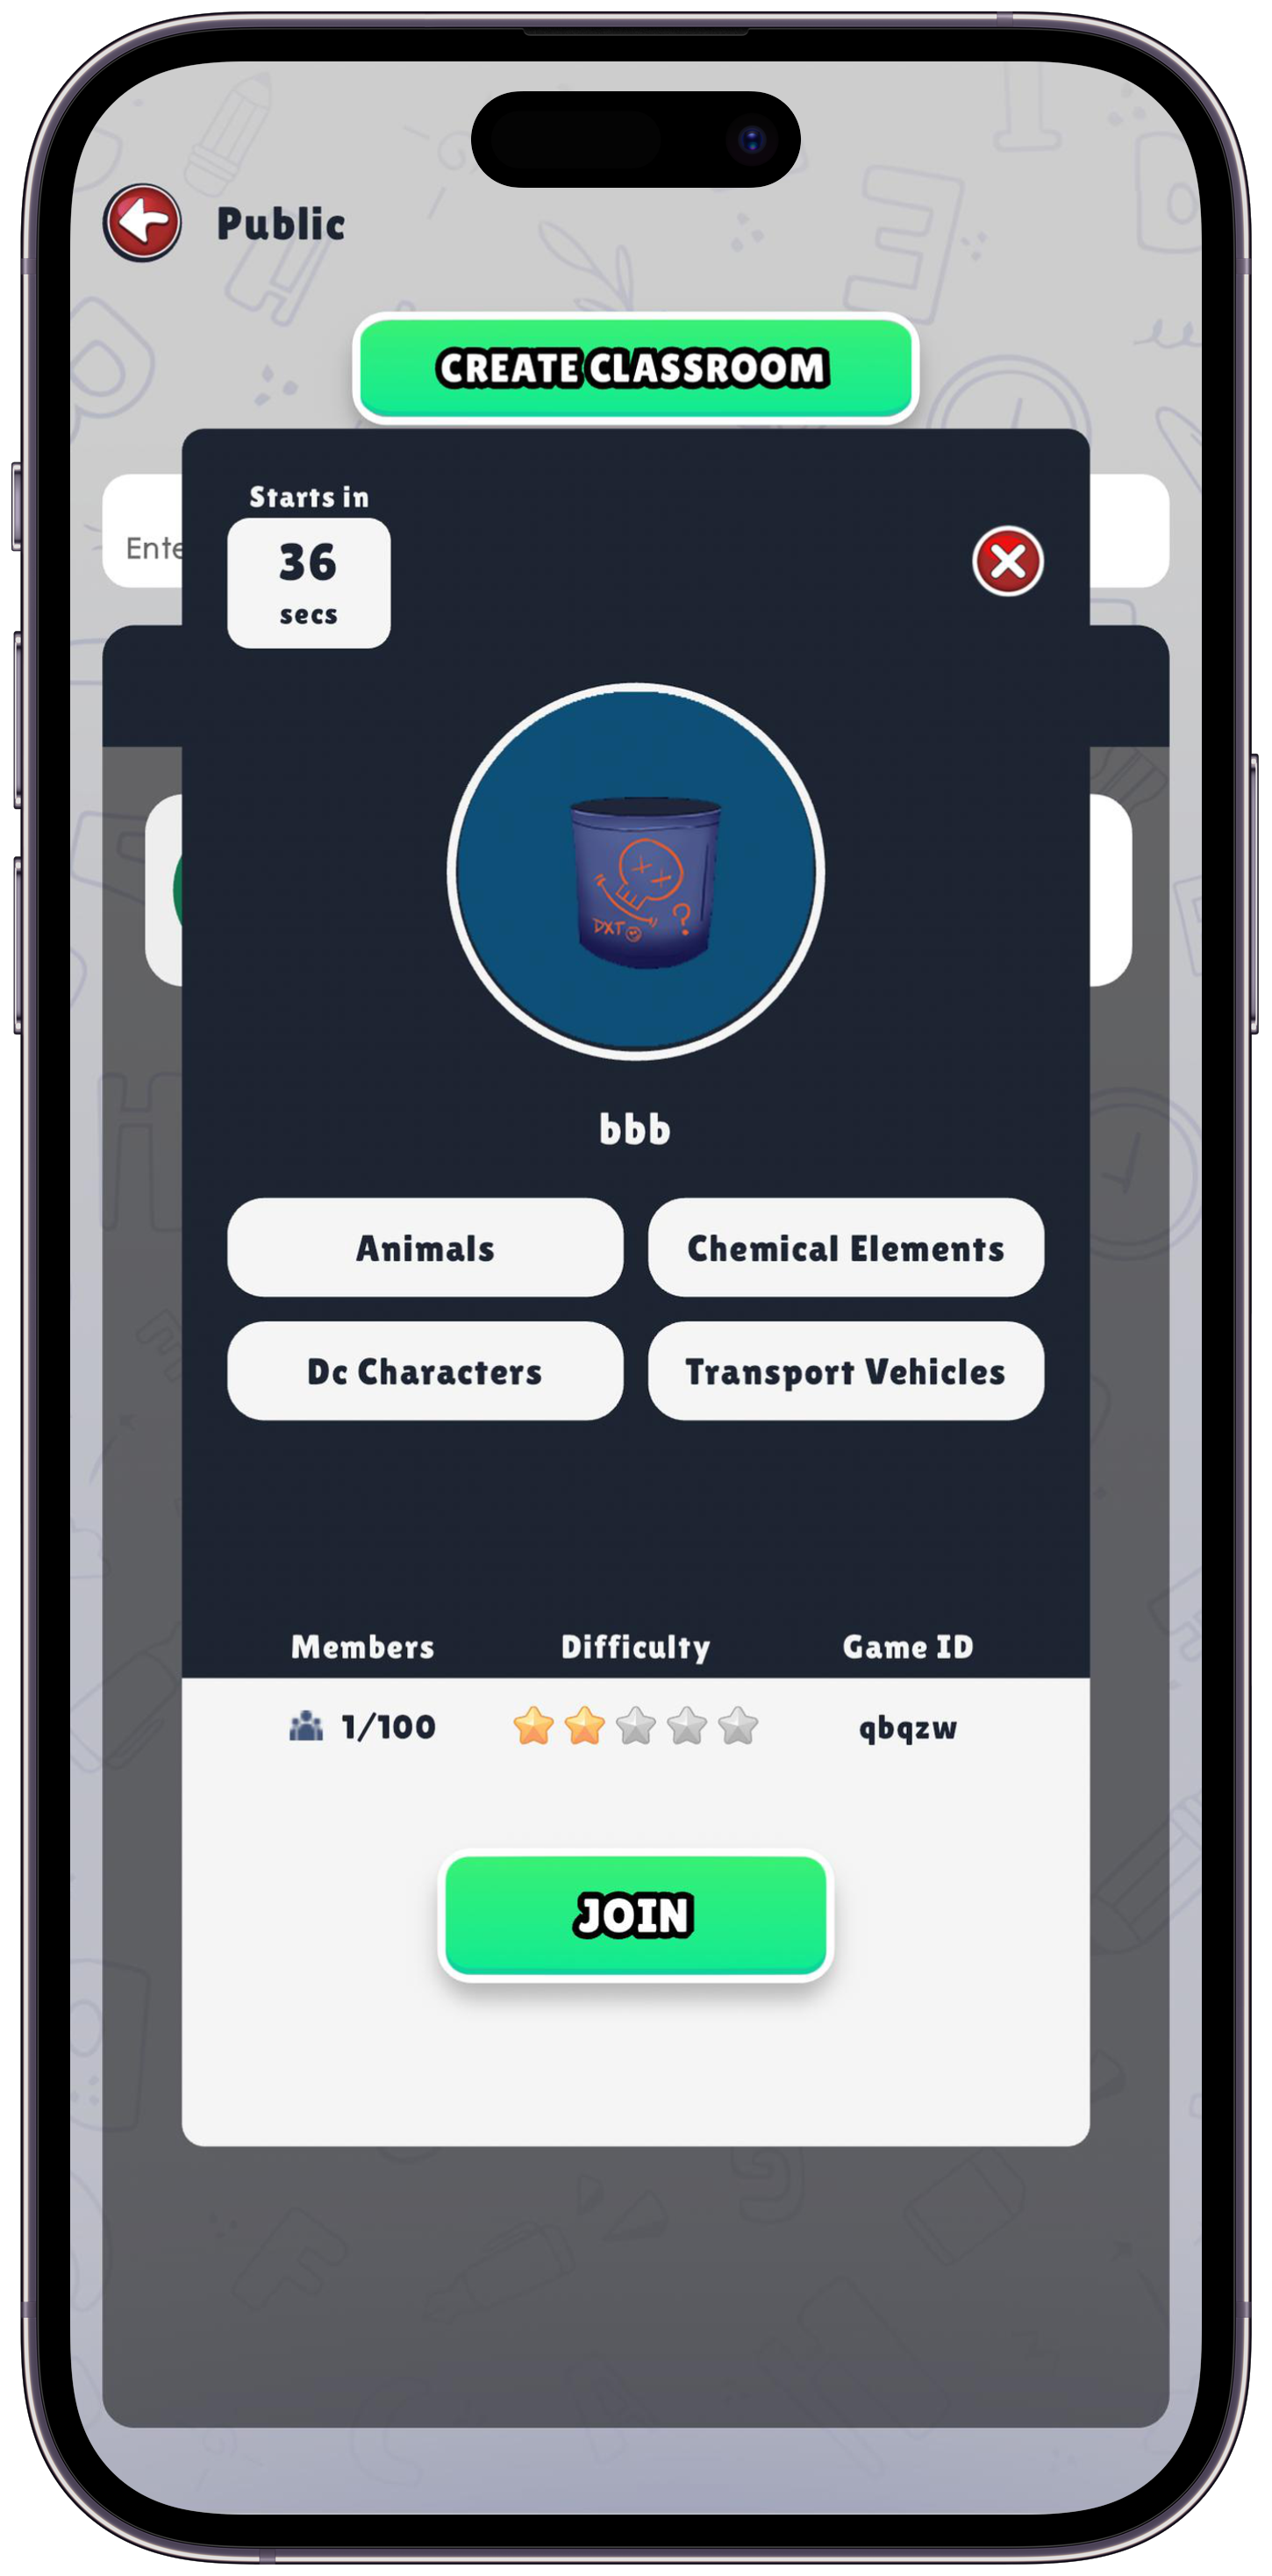 Public
CREATE CLASSROOM
Ente
Starts in
36
secs
DXT
?
bbb
Animals
Chemical Elements
Dc Characters
Transport Vehicles
Members
Difficulty
Game ID
1/100
qbqzw
JOIN